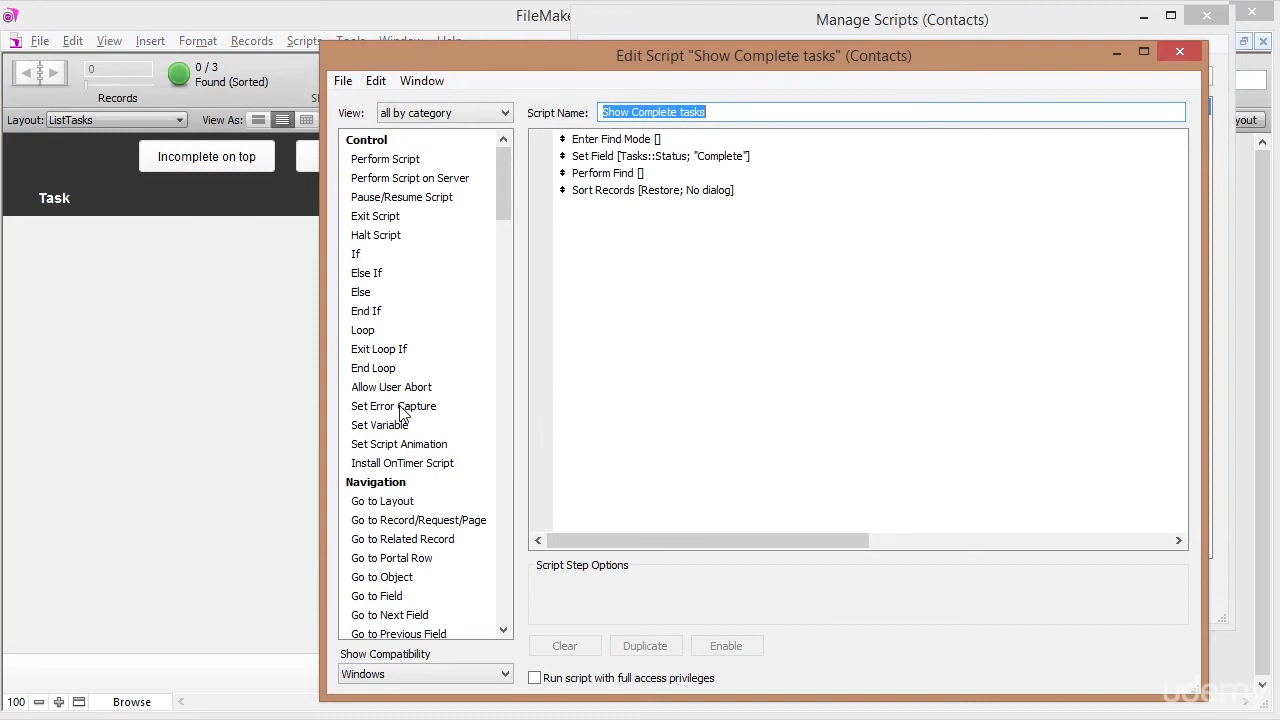 FileMake
Manage Scripts (Contacts)
File Edit View Insert Format Records Scripts Tools Window Help
Edit Script "Show Complete tasks" (Contacts)
0
0 / 3
Found (Sorted)
Records
Layout: ListTasks View As:
yout
Incomplete on top
Task
File Edit Window
View: all by category
Script Name: Show Complete tasks
Control
Perform Script
Perform Script on Server
Pause/Resume Script
Exit Script
Halt Script
If
Else If
Else
End If
Loop
Exit Loop If
End Loop
Allow User Abort
Set Error Capture
Set Variable
Set Script Animation
Install OnTimer Script
Navigation
Go to Layout
Go to Record/Request/Page
Go to Related Record
Go to Portal Row
Go to Object
Go to Field
Go to Next Field
Go to Previous Field
Enter Find Mode []
Set Field [Tasks::Status; "Complete"]
Perform Find []
Sort Records [Restore; No dialog]
Script Step Options
Clear Duplicate Enable
Show Compatibility
Windows
Run script with full access privileges
100 Browse
udemy